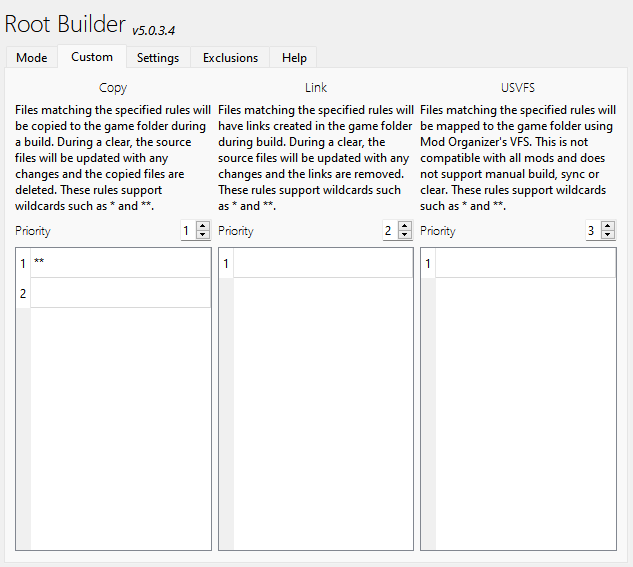 Root Builder v5.0.3.4
Mode Custom Settings Exclusions Help
Copy
Files matching the specified rules will
be copied to the game folder during
a build. During a clear, the source
files will be updated with any
changes and the copied files are
deleted. These rules support
wildcards such as * and **.
Priority 1
1 **
2
Link
Files matching the specified rules will
have links created in the game folder
during build. During a clear, the
source files will be updated with any
changes and the links are removed.
These rules support wildcards such
as * and **.
Priority 2
1
USVFS
Files matching the specified rules will
be mapped to the game folder using
Mod Organizer's VFS. This is not
compatible with all mods and does
not support manual build, sync or
clear. These rules support wildcards
such as * and **.
Priority 3
1